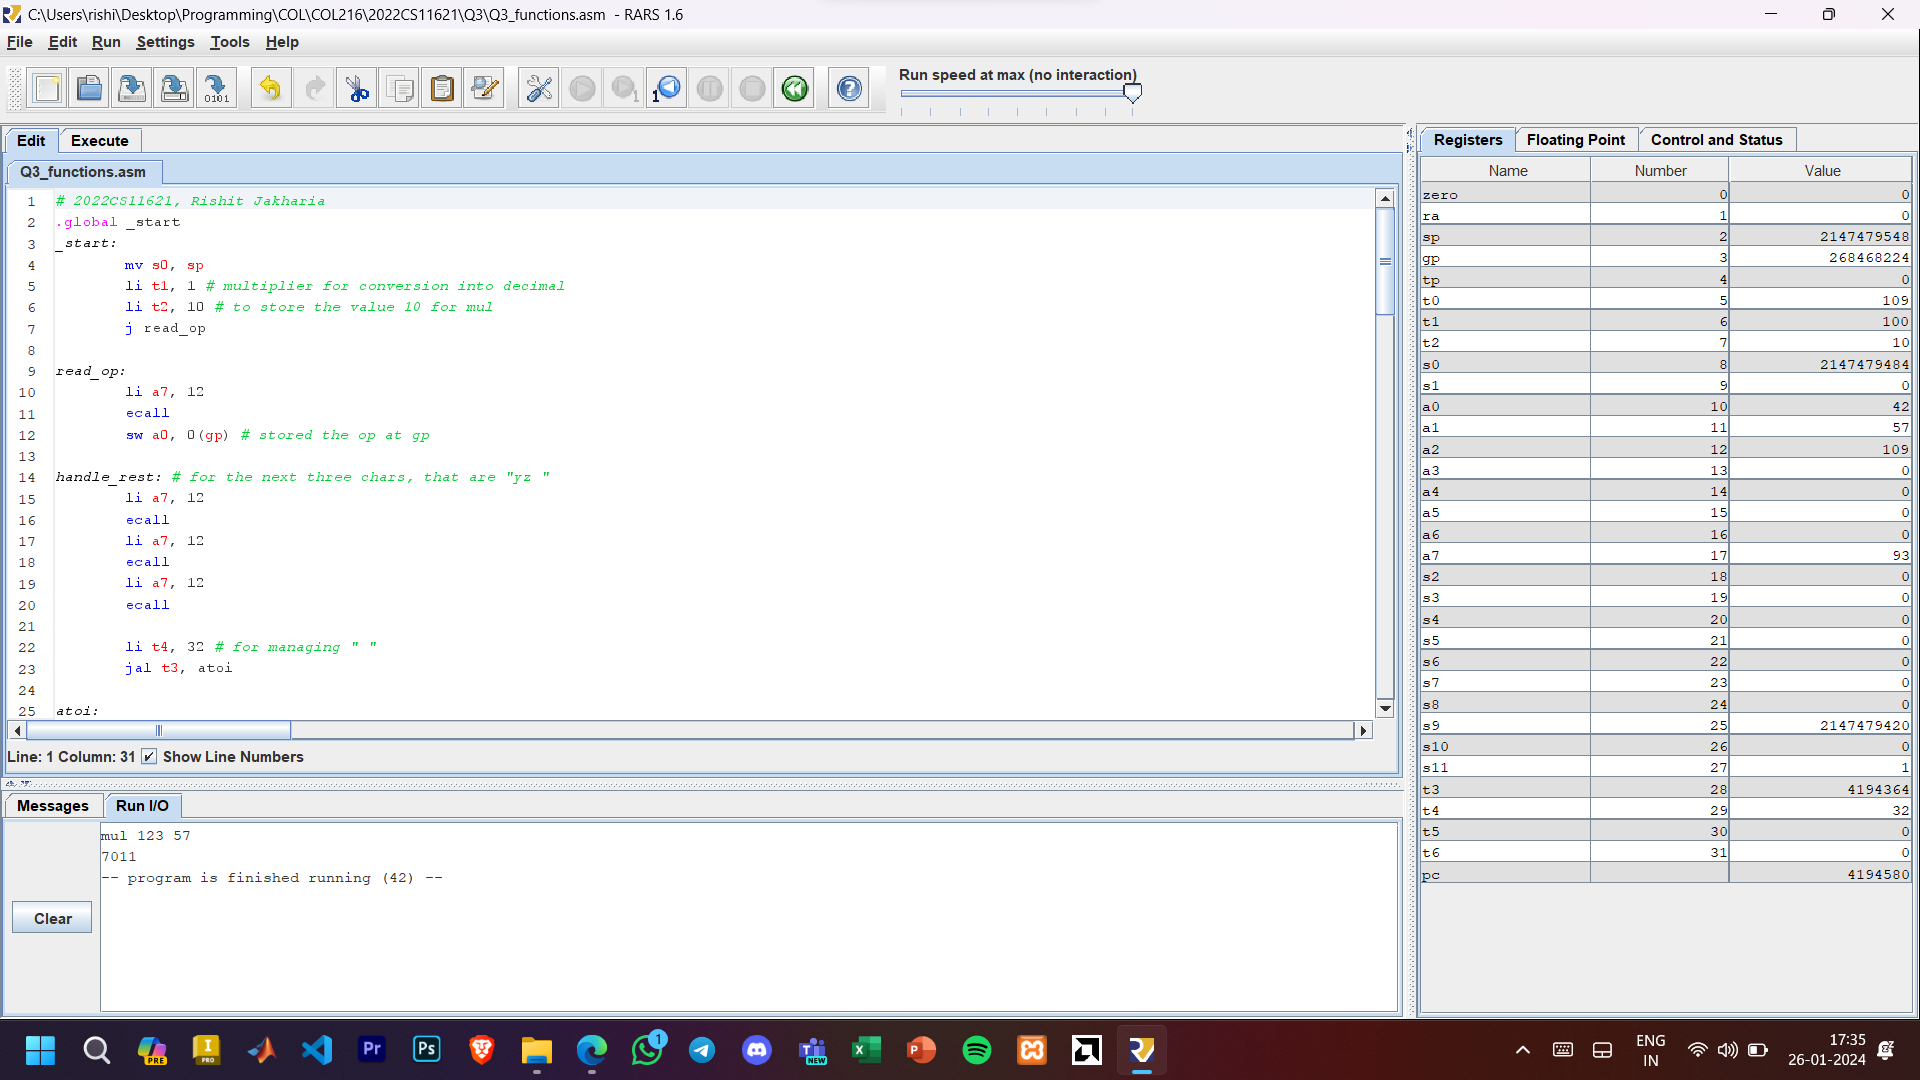 C:\Users\rishi\Desktop\Programming\COL\COL216\2022CS11621\Q3\Q3_functions.asm - RARS 1.6
File Edit Run Settings Tools Help
Run speed at max (no interaction)
Edit Execute
Q3_functions.asm
1 # 2022CS11621, Rishit Jakharia
2 .global _start
3 _start:
4 mv s0, sp
5 li t1, 1 # multiplier for conversion into decimal
6 li t2, 10 # to store the value 10 for mul
7 j read_op
8
9 read_op:
10 li a7, 12
11 ecall
12 sw a0, 0(gp) # stored the op at gp
13
14 handle_rest: # for the next three chars, that are "yz "
15 li a7, 12
16 ecall
17 li a7, 12
18 ecall
19 li a7, 12
20 ecall
21
22 li t4, 32 # for managing " "
23 jal t3, atoi
24
25 atoi:
Line: 1 Column: 31 Show Line Numbers
Messages Run I/O
mul 123 57
7011
-- program is finished running (42) --
Clear
Registers Floating Point Control and Status
Name Number Value
zero 0 0
ra 1 0
sp 2 2147479548
gp 3 268468224
tp 4 0
t0 5 109
t1 6 100
t2 7 10
s0 8 2147479484
s1 9 0
a0 10 42
a1 11 57
a2 12 109
a3 13 0
a4 14 0
a5 15 0
a6 16 0
a7 17 93
s2 18 0
s3 19 0
s4 20 0
s5 21 0
s6 22 0
s7 23 0
s8 24 0
s9 25 2147479420
s10 26 0
s11 27 1
t3 28 4194364
t4 29 32
t5 30 0
t6 31 0
pc 4194580
ENG
IN
17:35
26-01-2024